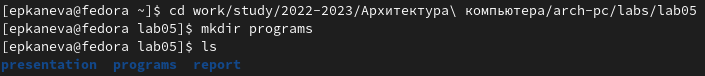 [epkaneva@fedora ~]$ cd work/study/2022-2023/Архитектура\ компьютера/arch-pc/labs/lab05
[epkaneva@fedora lab05]$ mkdir programs
[epkaneva@fedora lab05]$ ls
presentation  programs  report